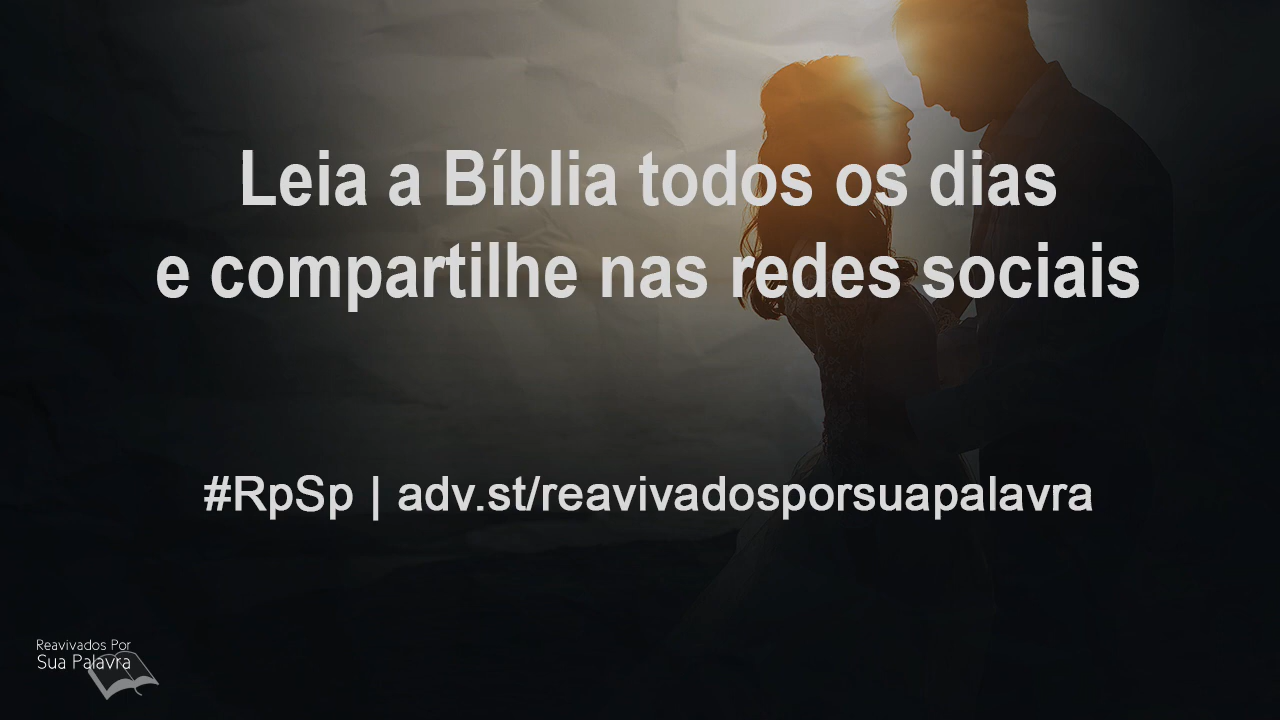 Leia a Bíblia todos os dias
e compartilhe nas redes sociais
#RpSp | adv.st/reavivadosporsuapalavra
Reavivados Por
Sua Palavra